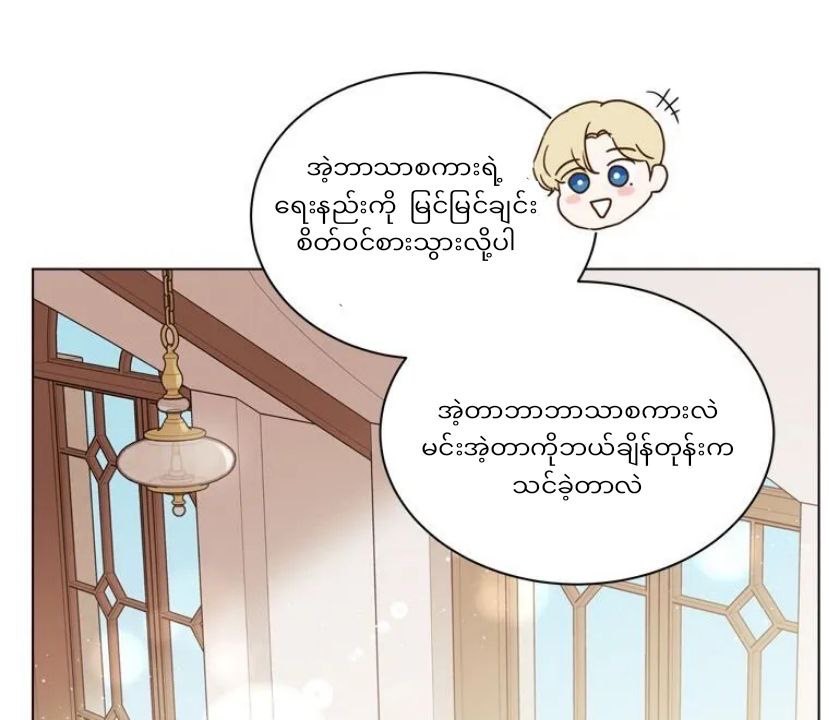 အဲ့ဘာသာစကားရဲ့
ရေးနည်းကို မြင်မြင်ချင်း
စိတ်ဝင်စားသွားလို့ပါ
အဲ့တာဘာဘာသာစကားလဲ
မင်းအဲ့တာကိုဘယ်ချိန်တုန်းက
သင်ခဲ့တာလဲ